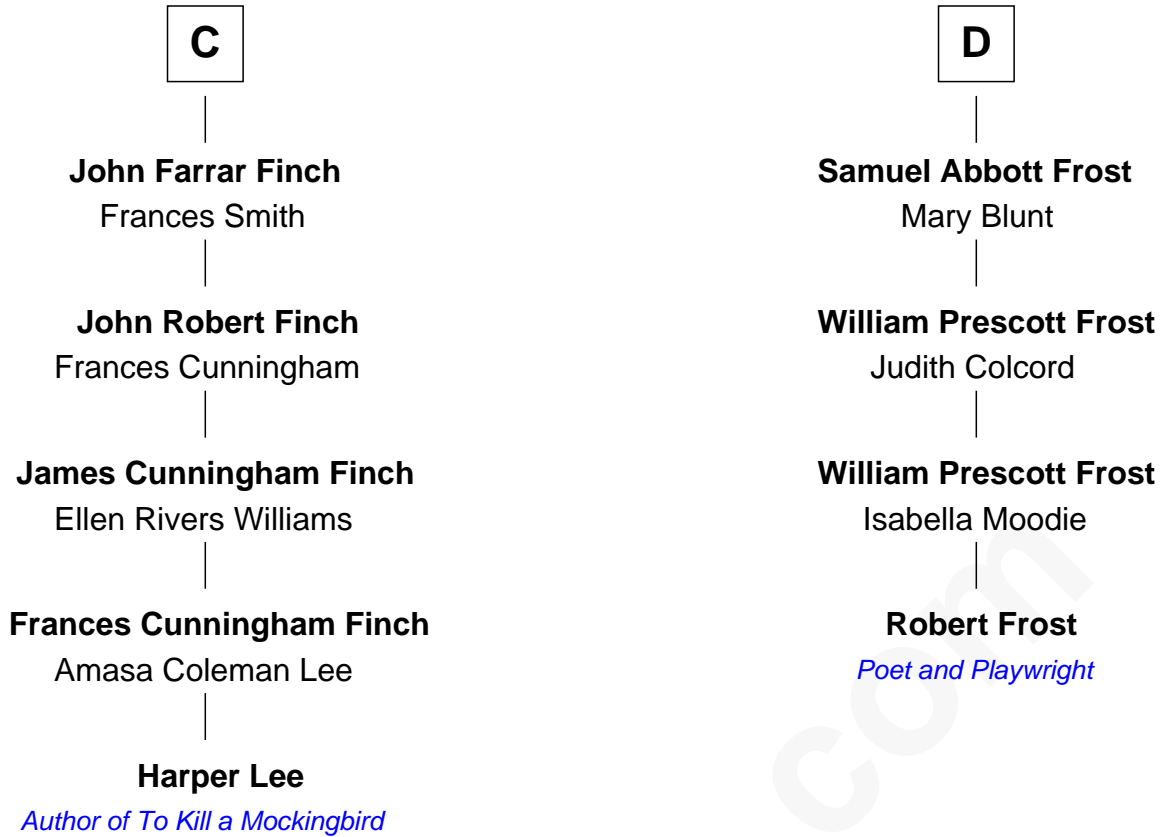 C
John Farrar Finch
Frances Smith
John Robert Finch
Frances Cunningham
James Cunningham Finch
Ellen Rivers Williams
Frances Cunningham Finch
Amasa Coleman Lee
Harper Lee
Author of To Kill a Mockingbird
D
Samuel Abbott Frost
Mary Blunt
William Prescott Frost
Judith Colcord
William Prescott Frost
Isabella Moodie
Robert Frost
Poet and Playwright
com